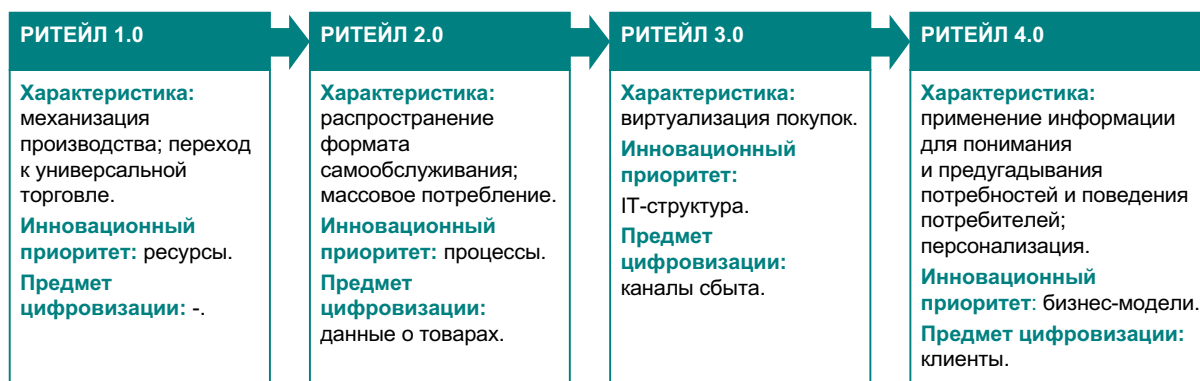 РИТЕЙЛ 1.0
Характеристика:
механизация
производства; переход
к универсальной
торговле.
Инновационный
приоритет: ресурсы.
Предмет
цифровизации: -.
РИТЕЙЛ 2.0
Характеристика:
распространение
формата
самообслуживания;
массовое потребление.
Инновационный
приоритет: процессы.
Предмет
цифровизации:
данные о товарах.
РИТЕЙЛ 3.0
Характеристика:
виртуализация покупок.
Инновационный
приоритет:
IT-структура.
Предмет
цифровизации:
каналы сбыта.
РИТЕЙЛ 4.0
Характеристика:
применение информации
для понимания
и предугадывания
потребностей и поведения
потребителей;
персонализация.
Инновационный
приоритет: бизнес-модели.
Предмет цифровизации:
клиенты.